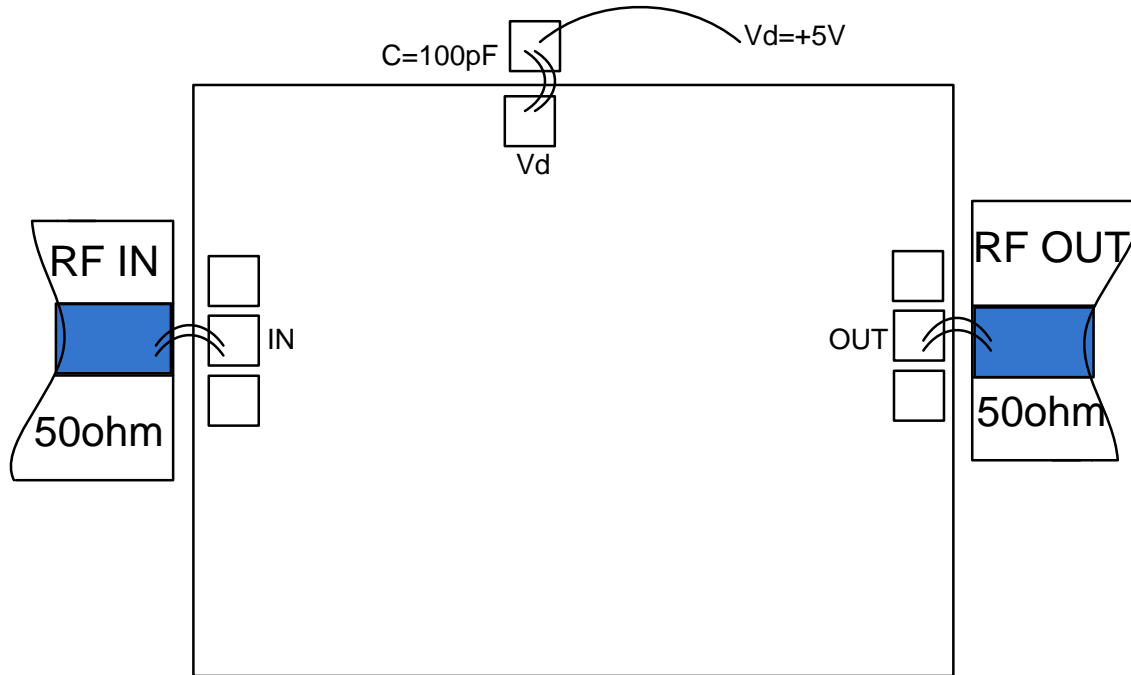 Vd=+5V
C=100pF
Vd
RF IN
RF OUT
IN
OUT
50ohm
50ohm